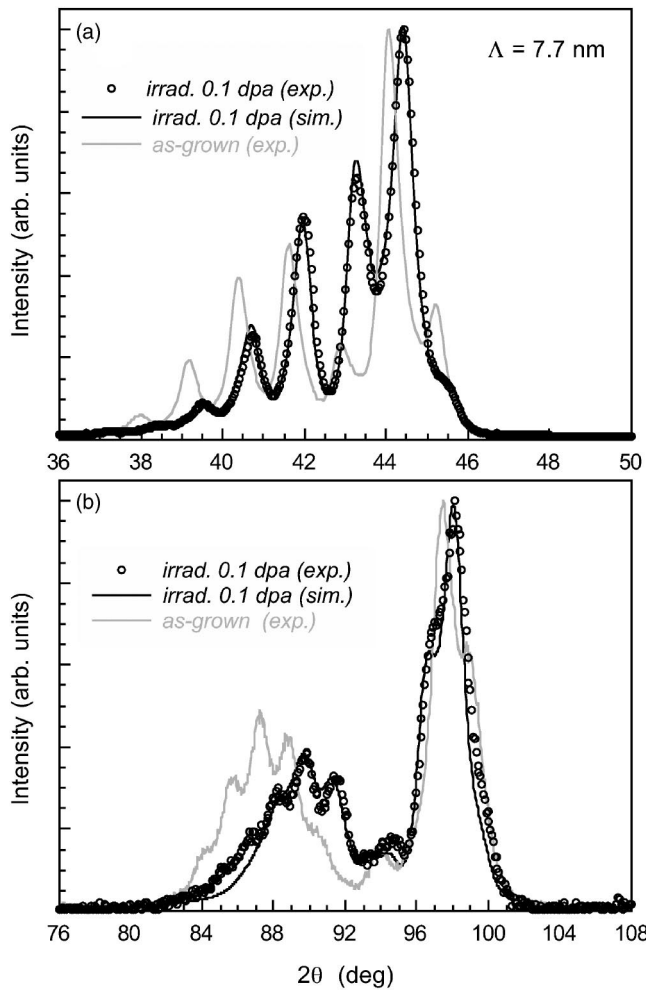 (a)
Λ = 7.7 nm
irrad. 0.1 dpa (exp.)
irrad. 0.1 dpa (sim.)
as-grown (exp.)
Intensity (arb. units)
36 38 40 42 44 46 48 50
(b)
irrad. 0.1 dpa (exp.)
irrad. 0.1 dpa (sim.)
as-grown (exp.)
Intensity (arb. units)
76 80 84 88 92 96 100 104 108
2θ (deg)